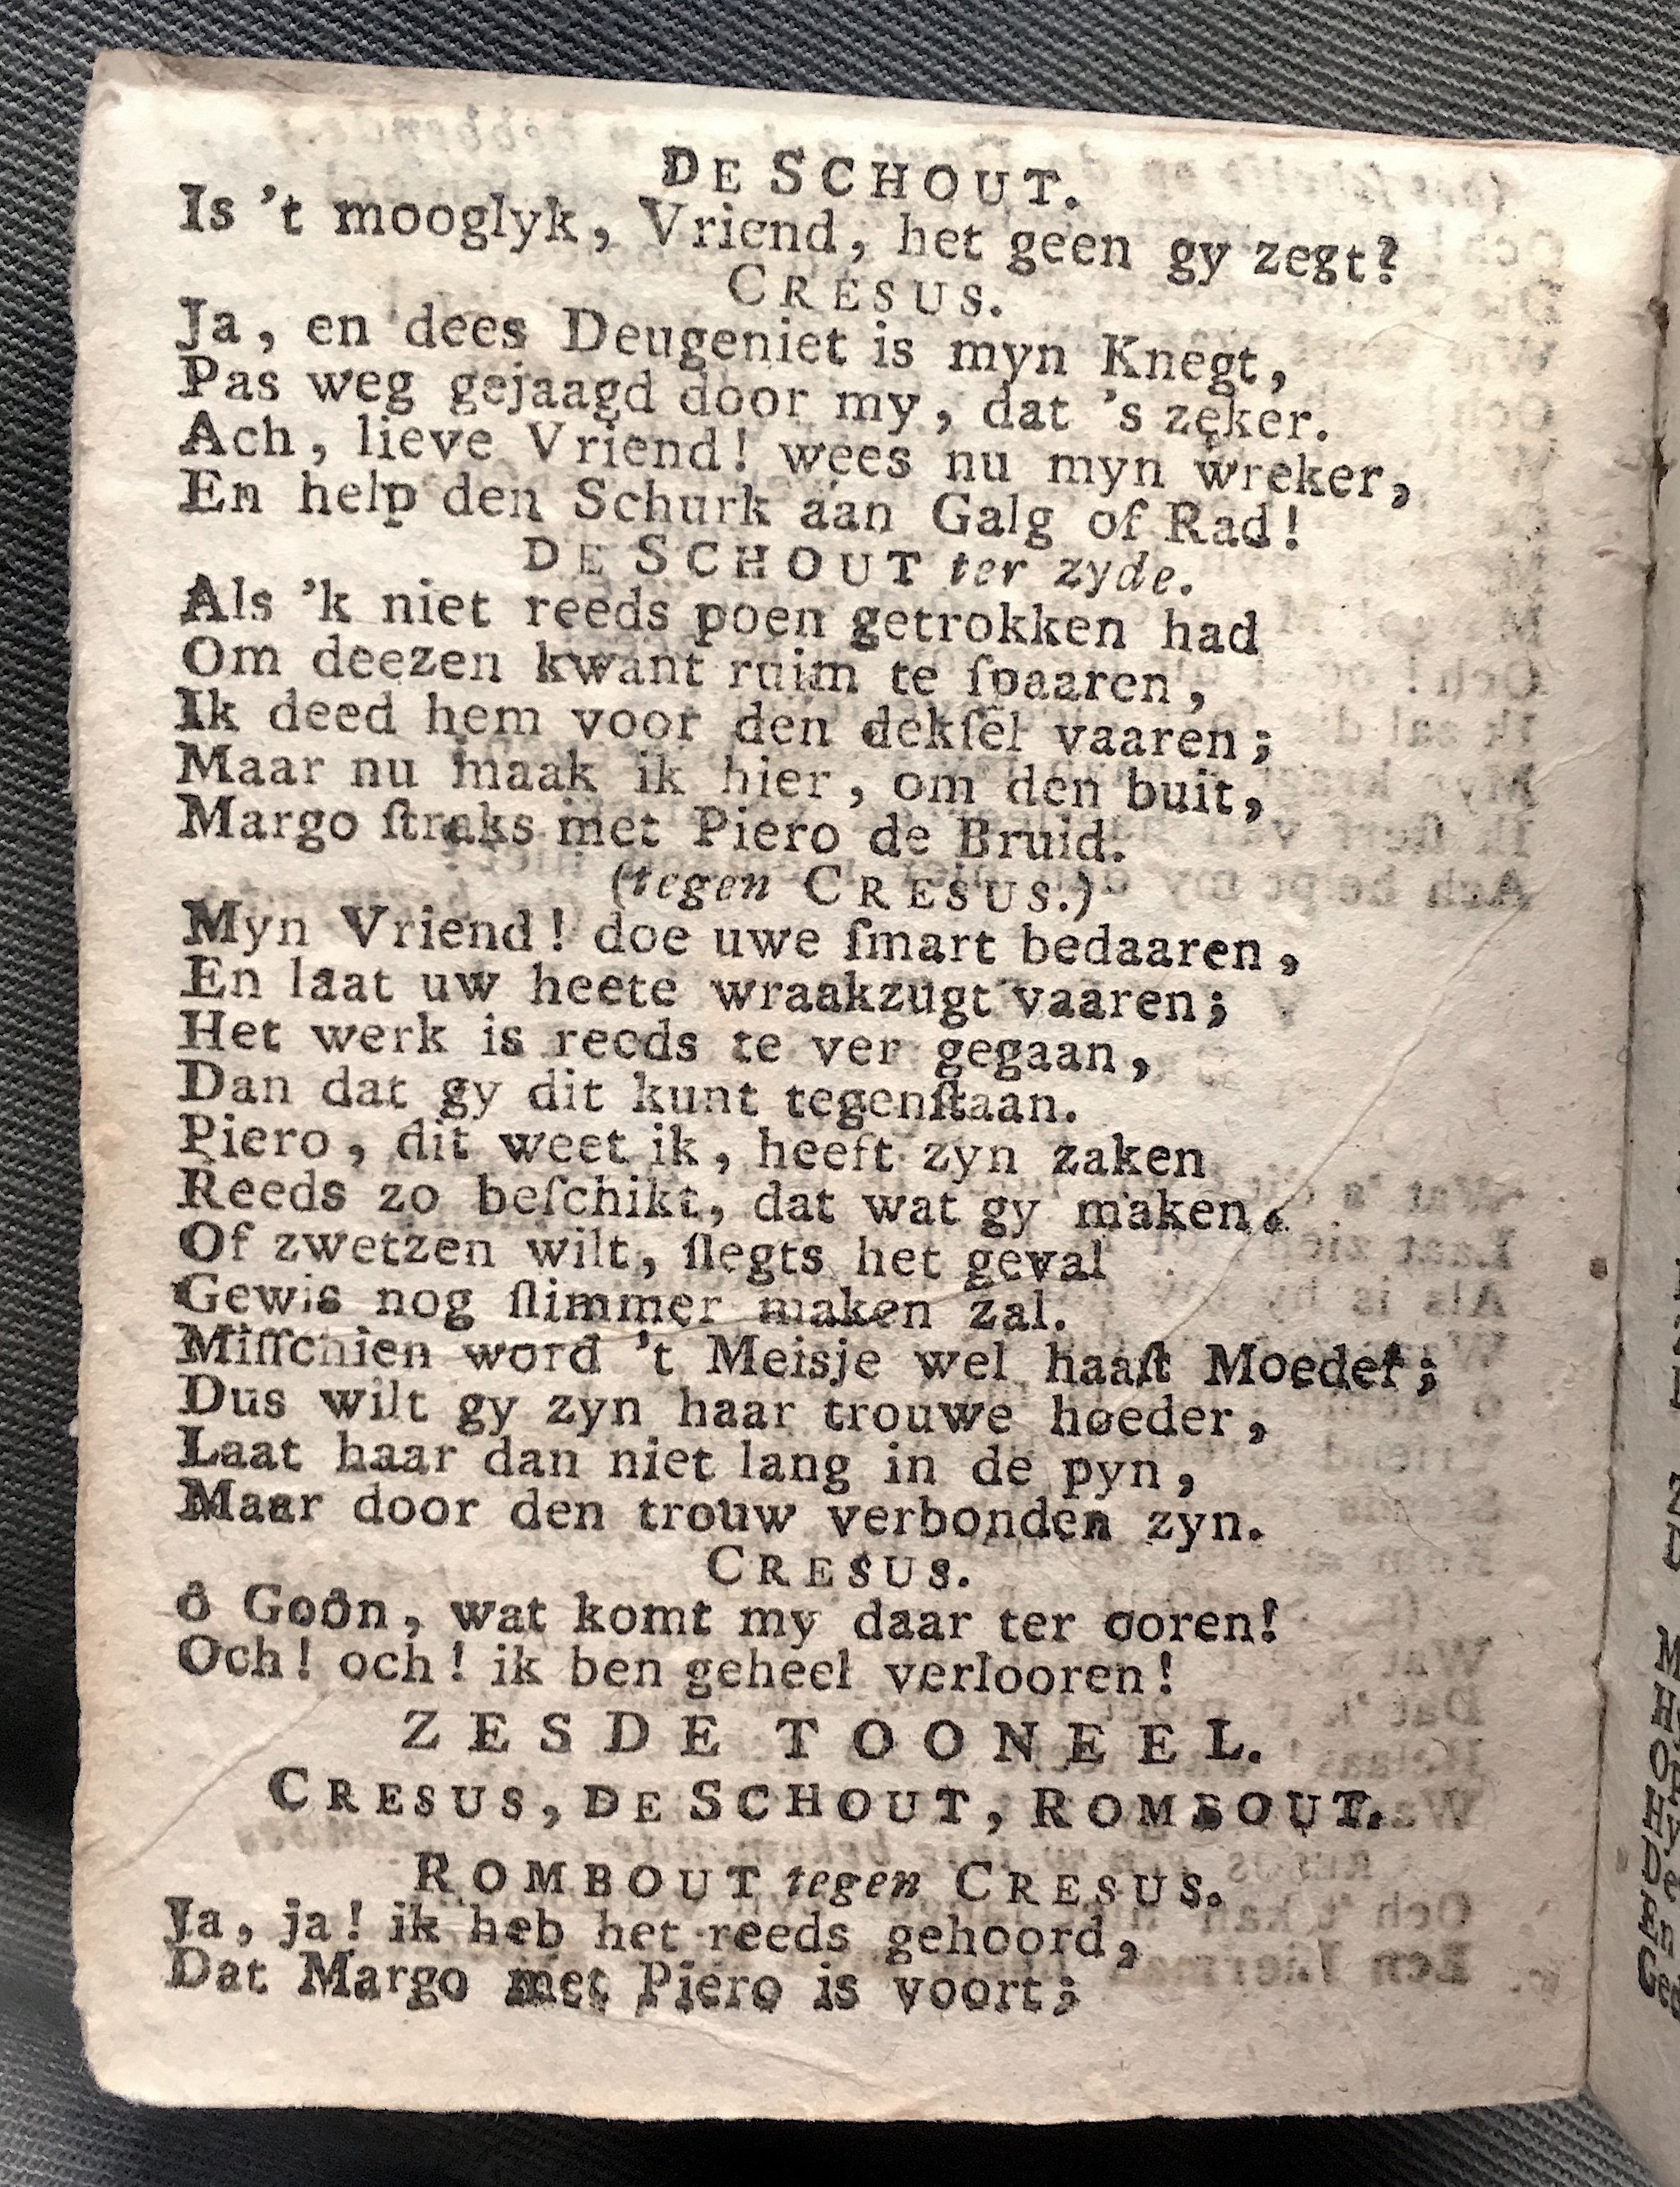 DE SCHOUT.
Is 't mooglyk, Vriend, het geen gy zegt?
CRESUS.
Ja, en dees Deugeniet is myn Knegt,
Pas weg gejaagd door my, dat 's zeker.
Ach, lieve Vriend! wees nu myn wreker,
En help den Schurk aan Galg of Rad!
DE SCHOUT ter zyde.
Als 'k niet reeds poen getrokken had
Om deezen kwant ruim te ſpaaren,
Ik deed hem voor den dekſel vaaren;
Maar nu maak ik hier, om den buit,
Margo ſtraks met Piero de Bruid.
(tegen CRESUS.)
Myn Vriend! doe uwe ſmart bedaaren,
En laat uw heete wraakzugt vaaren;
Het werk is reeds te ver gegaan,
Dan dat gy dit kunt tegenſtaan.
Piero, dit weet ik, heeft zyn zaken
Reeds zo beſchikt, dat wat gy maken
Of zwetzen wilt, ſlegts het geval
Gewis nog ſlimmer maken zal.
Miſſchien word 't Meisje wel haaſt Moeder;
Dus wilt gy zyn haar trouwe hoeder,
Laat haar dan niet lang in de pyn,
Maar door den trouw verbonden zyn.
CRESUS.
ô Goôn, wat komt my daar ter ooren!
Och! och! ik ben geheel verlooren!
ZESDE TOONEEL.
CRESUS, DE SCHOUT, ROMBOUT.
ROMBOUT tegen CRESUS.
Ja, ja! ik heb het reeds gehoord,
Dat Margo met Piero is voort;